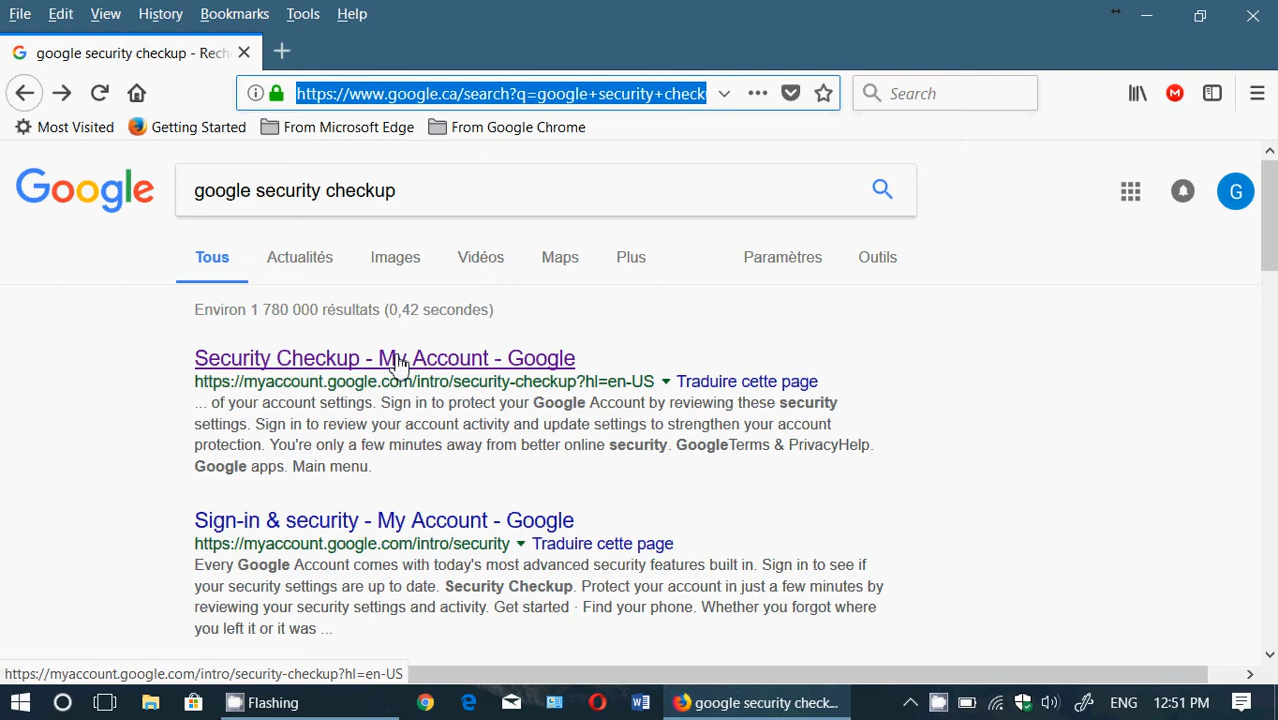 File Edit View History Bookmarks Tools Help
google security checkup - Rech
https://www.google.ca/search?q=google+security+check
Search
Most Visited Getting Started From Microsoft Edge From Google Chrome
Google
google security checkup
G
Tous Actualités Images Vidéos Maps Plus Paramètres Outils
Environ 1 780 000 résultats (0,42 secondes)
Security Checkup - My Account - Google
https://myaccount.google.com/intro/security-checkup?hl=en-US Traduire cette page
... of your account settings. Sign in to protect your Google Account by reviewing these security
settings. Sign in to review your account activity and update settings to strengthen your account
protection. You're only a few minutes away from better online security. GoogleTerms & PrivacyHelp.
Google apps. Main menu.
Sign-in & security - My Account - Google
https://myaccount.google.com/intro/security Traduire cette page
Every Google Account comes with today's most advanced security features built in. Sign in to see if
your security settings are up to date. Security Checkup. Protect your account in just a few minutes by
reviewing your security settings and activity. Get started · Find your phone. Whether you forgot where
you left it or it was ...
https://myaccount.google.com/intro/security-checkup?hl=en-US
Flashing google security check... ENG 12:51 PM